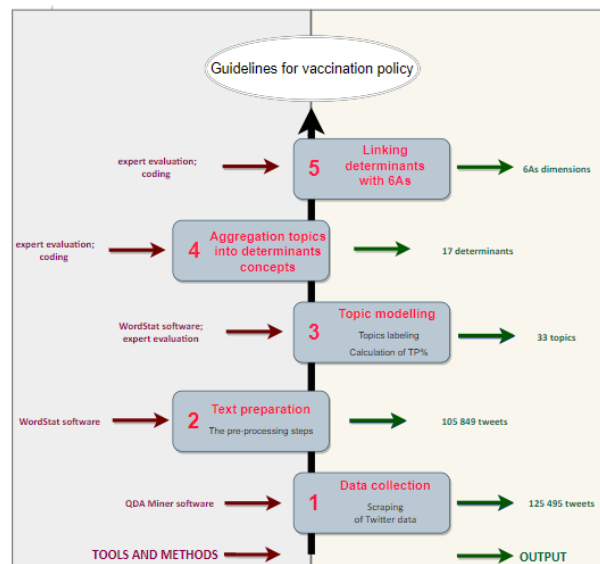 Guidelines for vaccination policy
expert evaluation;
coding
5
Linking
determinants
with 6As
6As dimensions
expert evaluation;
coding
4
Aggregation topics
into determinants
concepts
17 determinants
WordStat software;
expert evaluation
3
Topic modelling
Topics labeling
Calculation of TP%
33 topics
WordStat software
2
Text preparation
The pre-processing steps
105 849 tweets
QDA Miner software
1
Data collection
Scraping
of Twitter data
125 495 tweets
TOOLS AND METHODS
OUTPUT